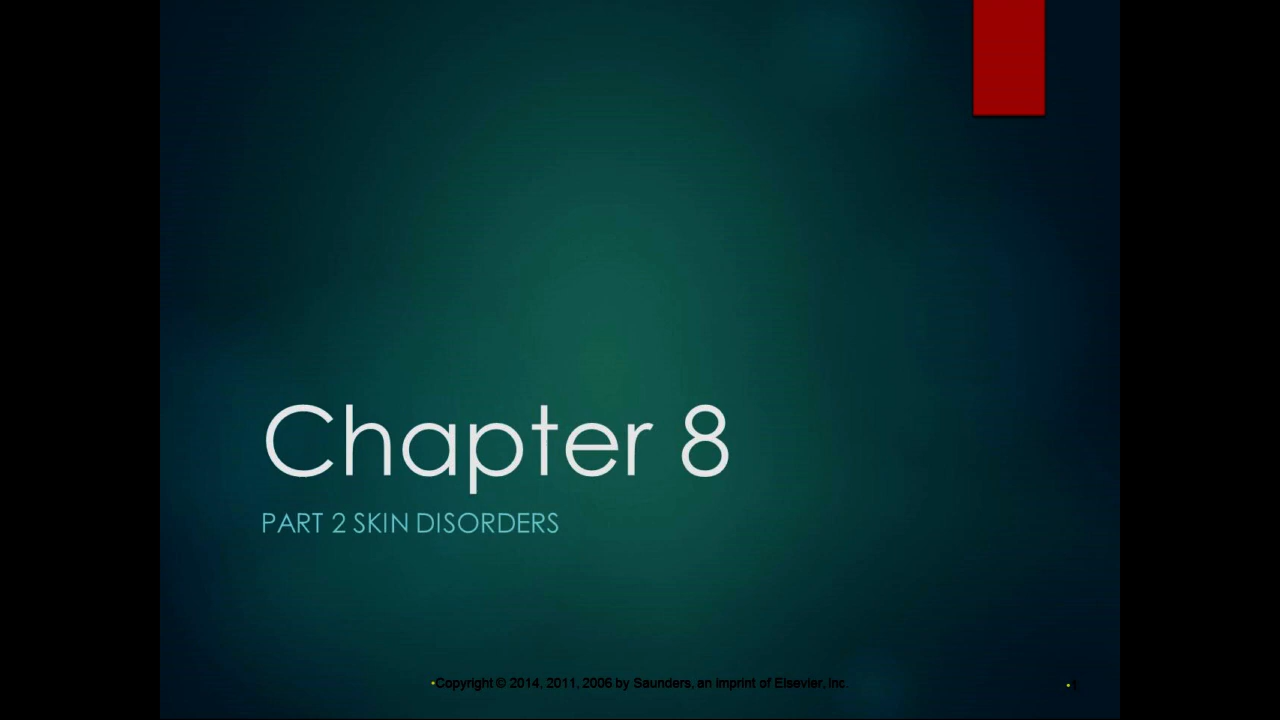 Chapter 8
PART 2 SKIN DISORDERS
•Copyright © 2014, 2011, 2006 by Saunders, an imprint of Elsevier, Inc.